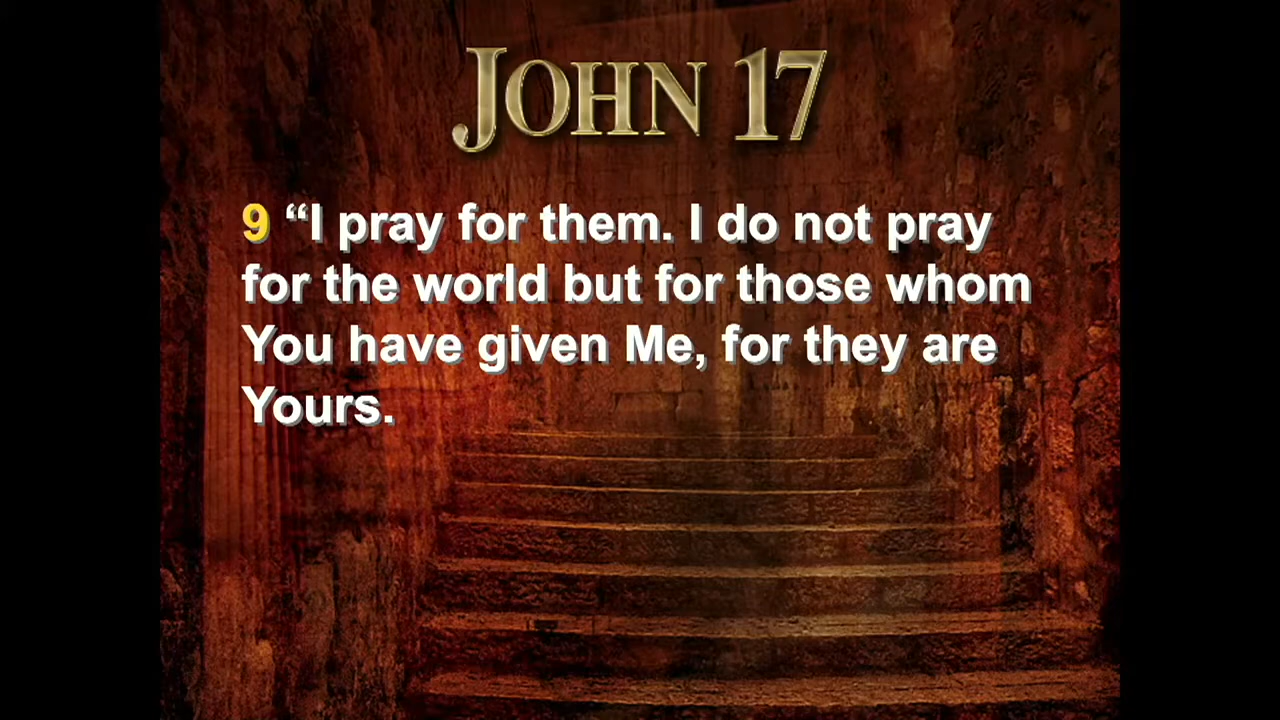 JOHN 17
9 “I pray for them. I do not pray
for the world but for those whom
You have given Me, for they are
Yours.